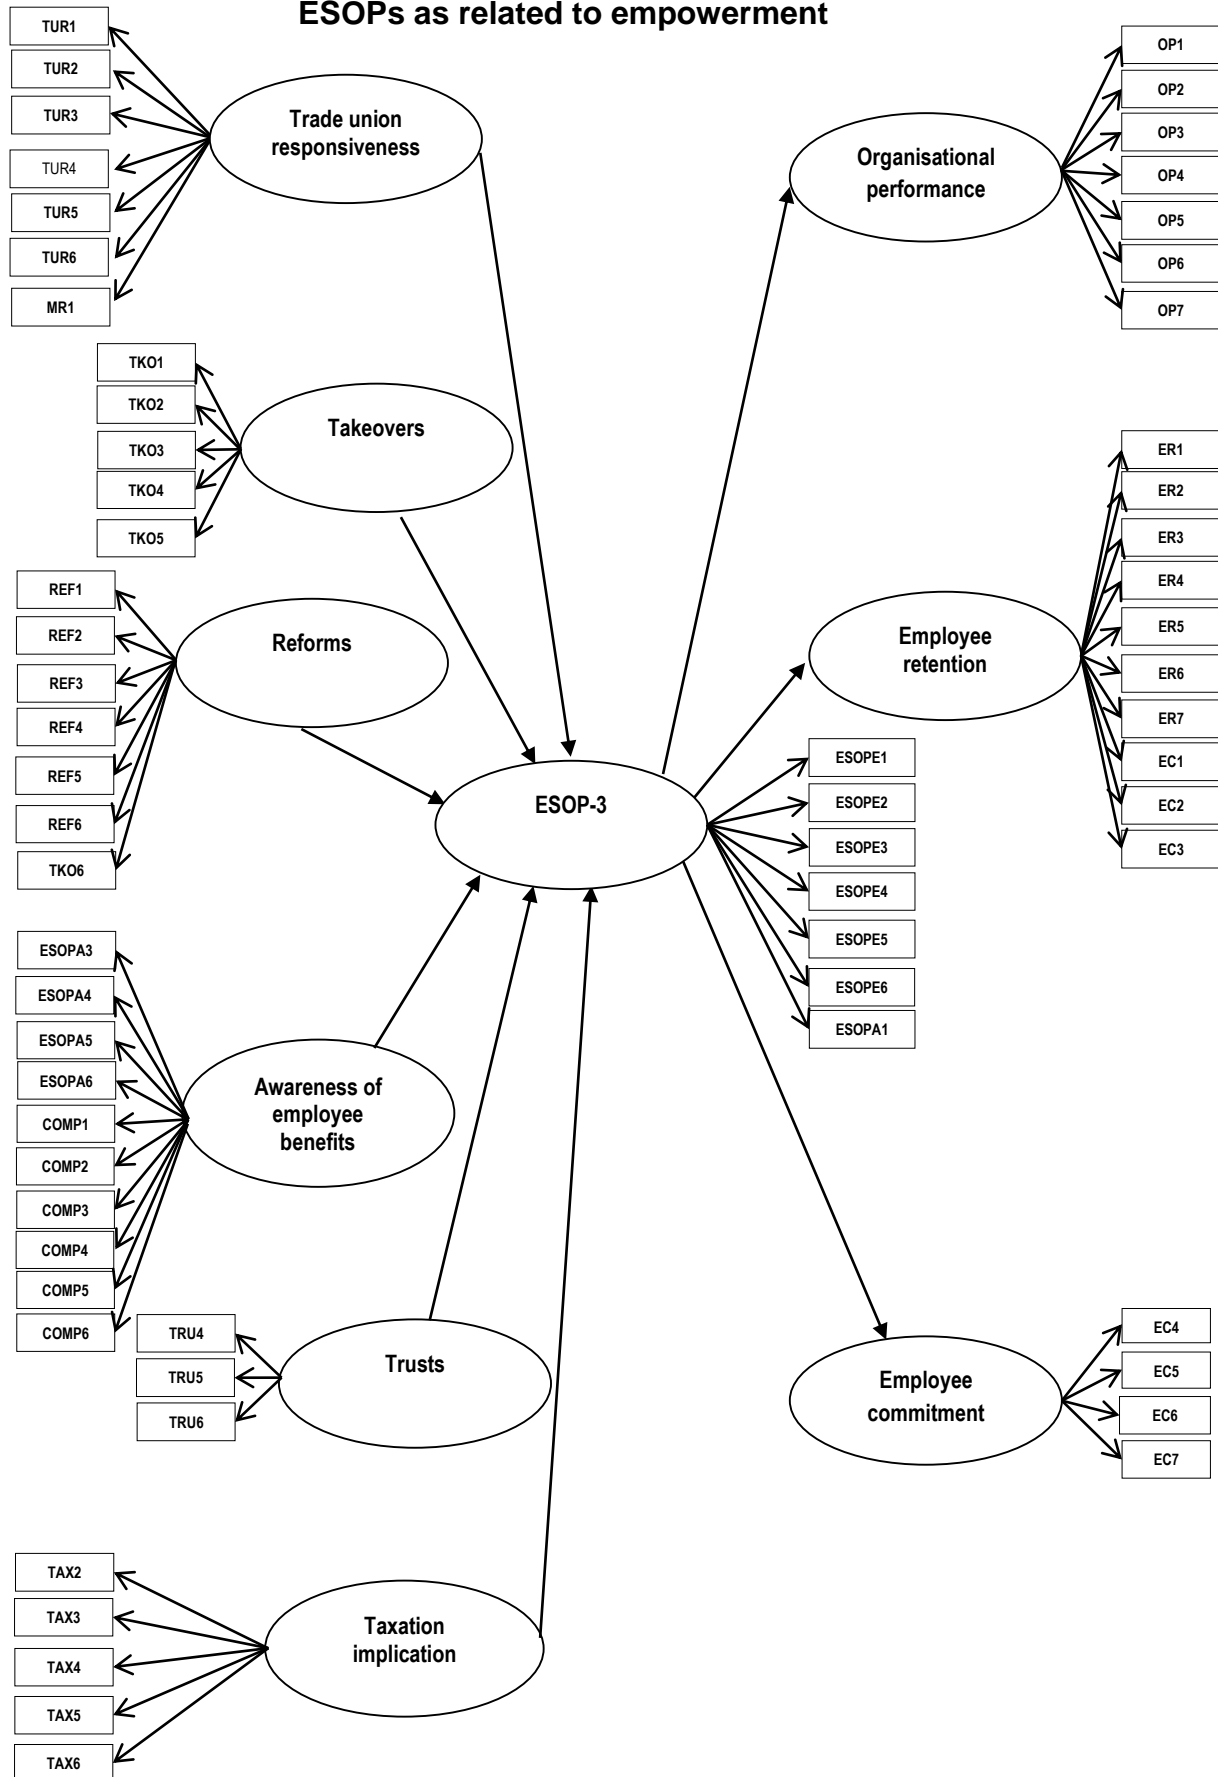 ESOPs as related to empowerment
TUR1
TUR2
TUR3
TUR4
TUR5
TUR6
MR1
Trade union
responsiveness
TKO1
TKO2
TKO3
TKO4
TKO5
Takeovers
REF1
REF2
REF3
REF4
REF5
REF6
TKO6
Reforms
ESOPA3
ESOPA4
ESOPA5
ESOPA6
COMP1
COMP2
COMP3
COMP4
COMP5
COMP6
Awareness of
employee
benefits
TRU4
TRU5
TRU6
Trusts
TAX2
TAX3
TAX4
TAX5
TAX6
Taxation
implication
ESOP-3
ESOPE1
ESOPE2
ESOPE3
ESOPE4
ESOPE5
ESOPE6
ESOPA1
Organisational
performance
OP1
OP2
OP3
OP4
OP5
OP6
OP7
Employee
retention
ER1
ER2
ER3
ER4
ER5
ER6
ER7
EC1
EC2
EC3
Employee
commitment
EC4
EC5
EC6
EC7